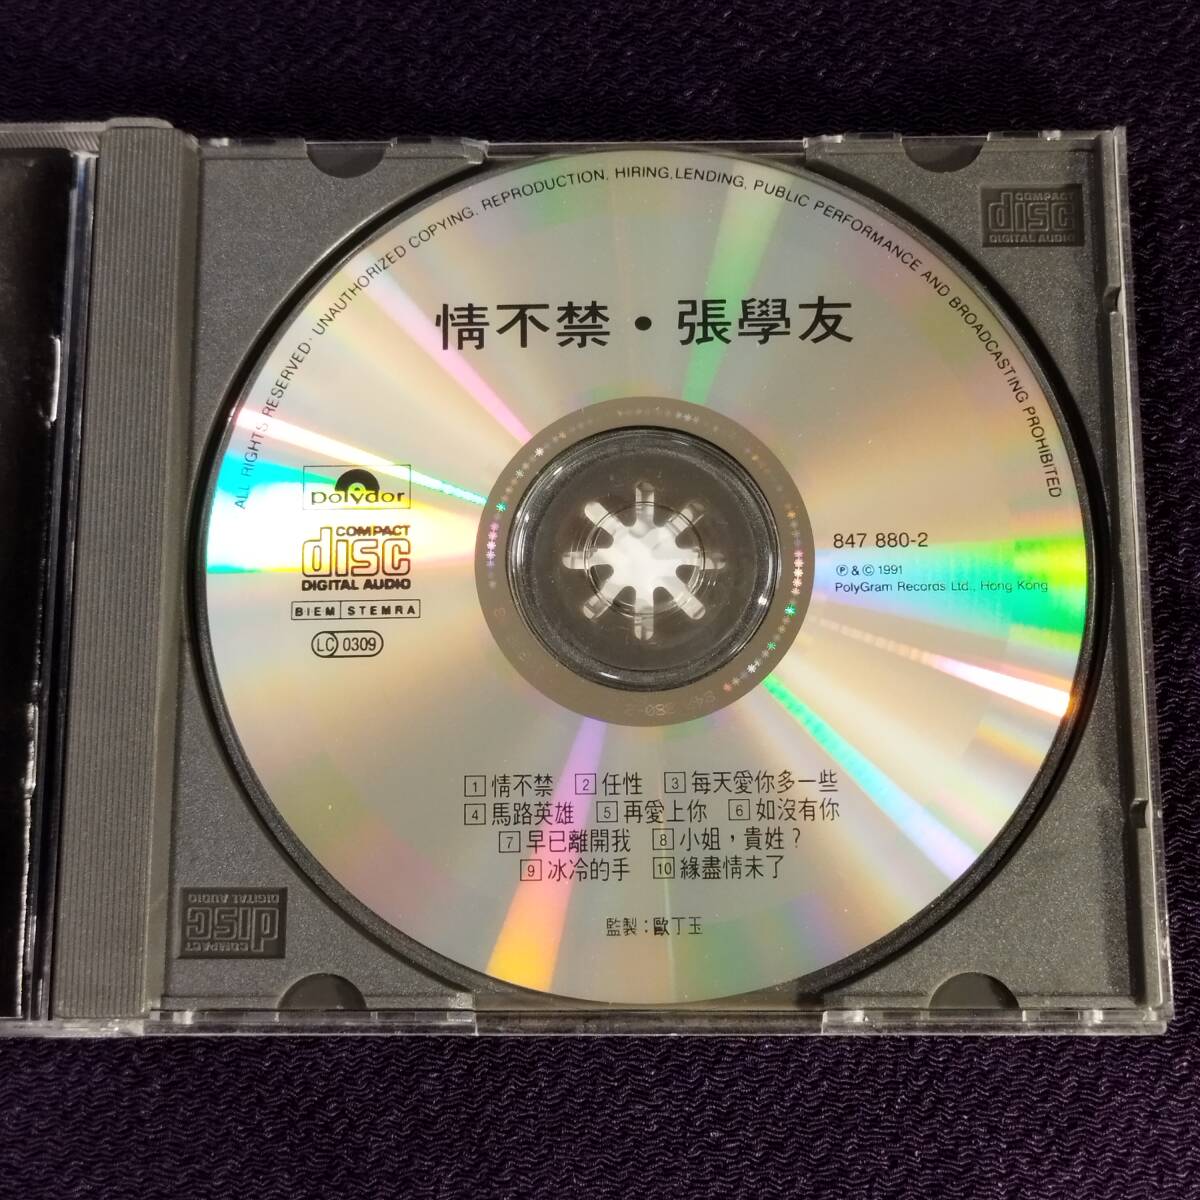 ALL RIGHTS RESERVED. UNAUTHORIZED COPYING, REPRODUCTION, HIRING, LENDING, PUBLIC PERFORMANCE AND BROADCASTING PROHIBITED
COMPACT
disc
DIGITAL AUDIO
情不禁・張學友
polydor
COMPACT
disc
DIGITAL AUDIO
BIEM STEMRA
LC 0309
847 880-2
Ⓟ & © 1991
PolyGram Records Ltd., Hong Kong
1 情不禁 2 任性 3 每天愛你多一些
4 馬路英雄 5 再愛上你 6 如沒有你
7 早已離開我 8 小姐，貴姓？
9 冰冷的手 10 緣盡情未了
監製：歐丁玉
COMPACT
disc
DIGITAL AUDIO